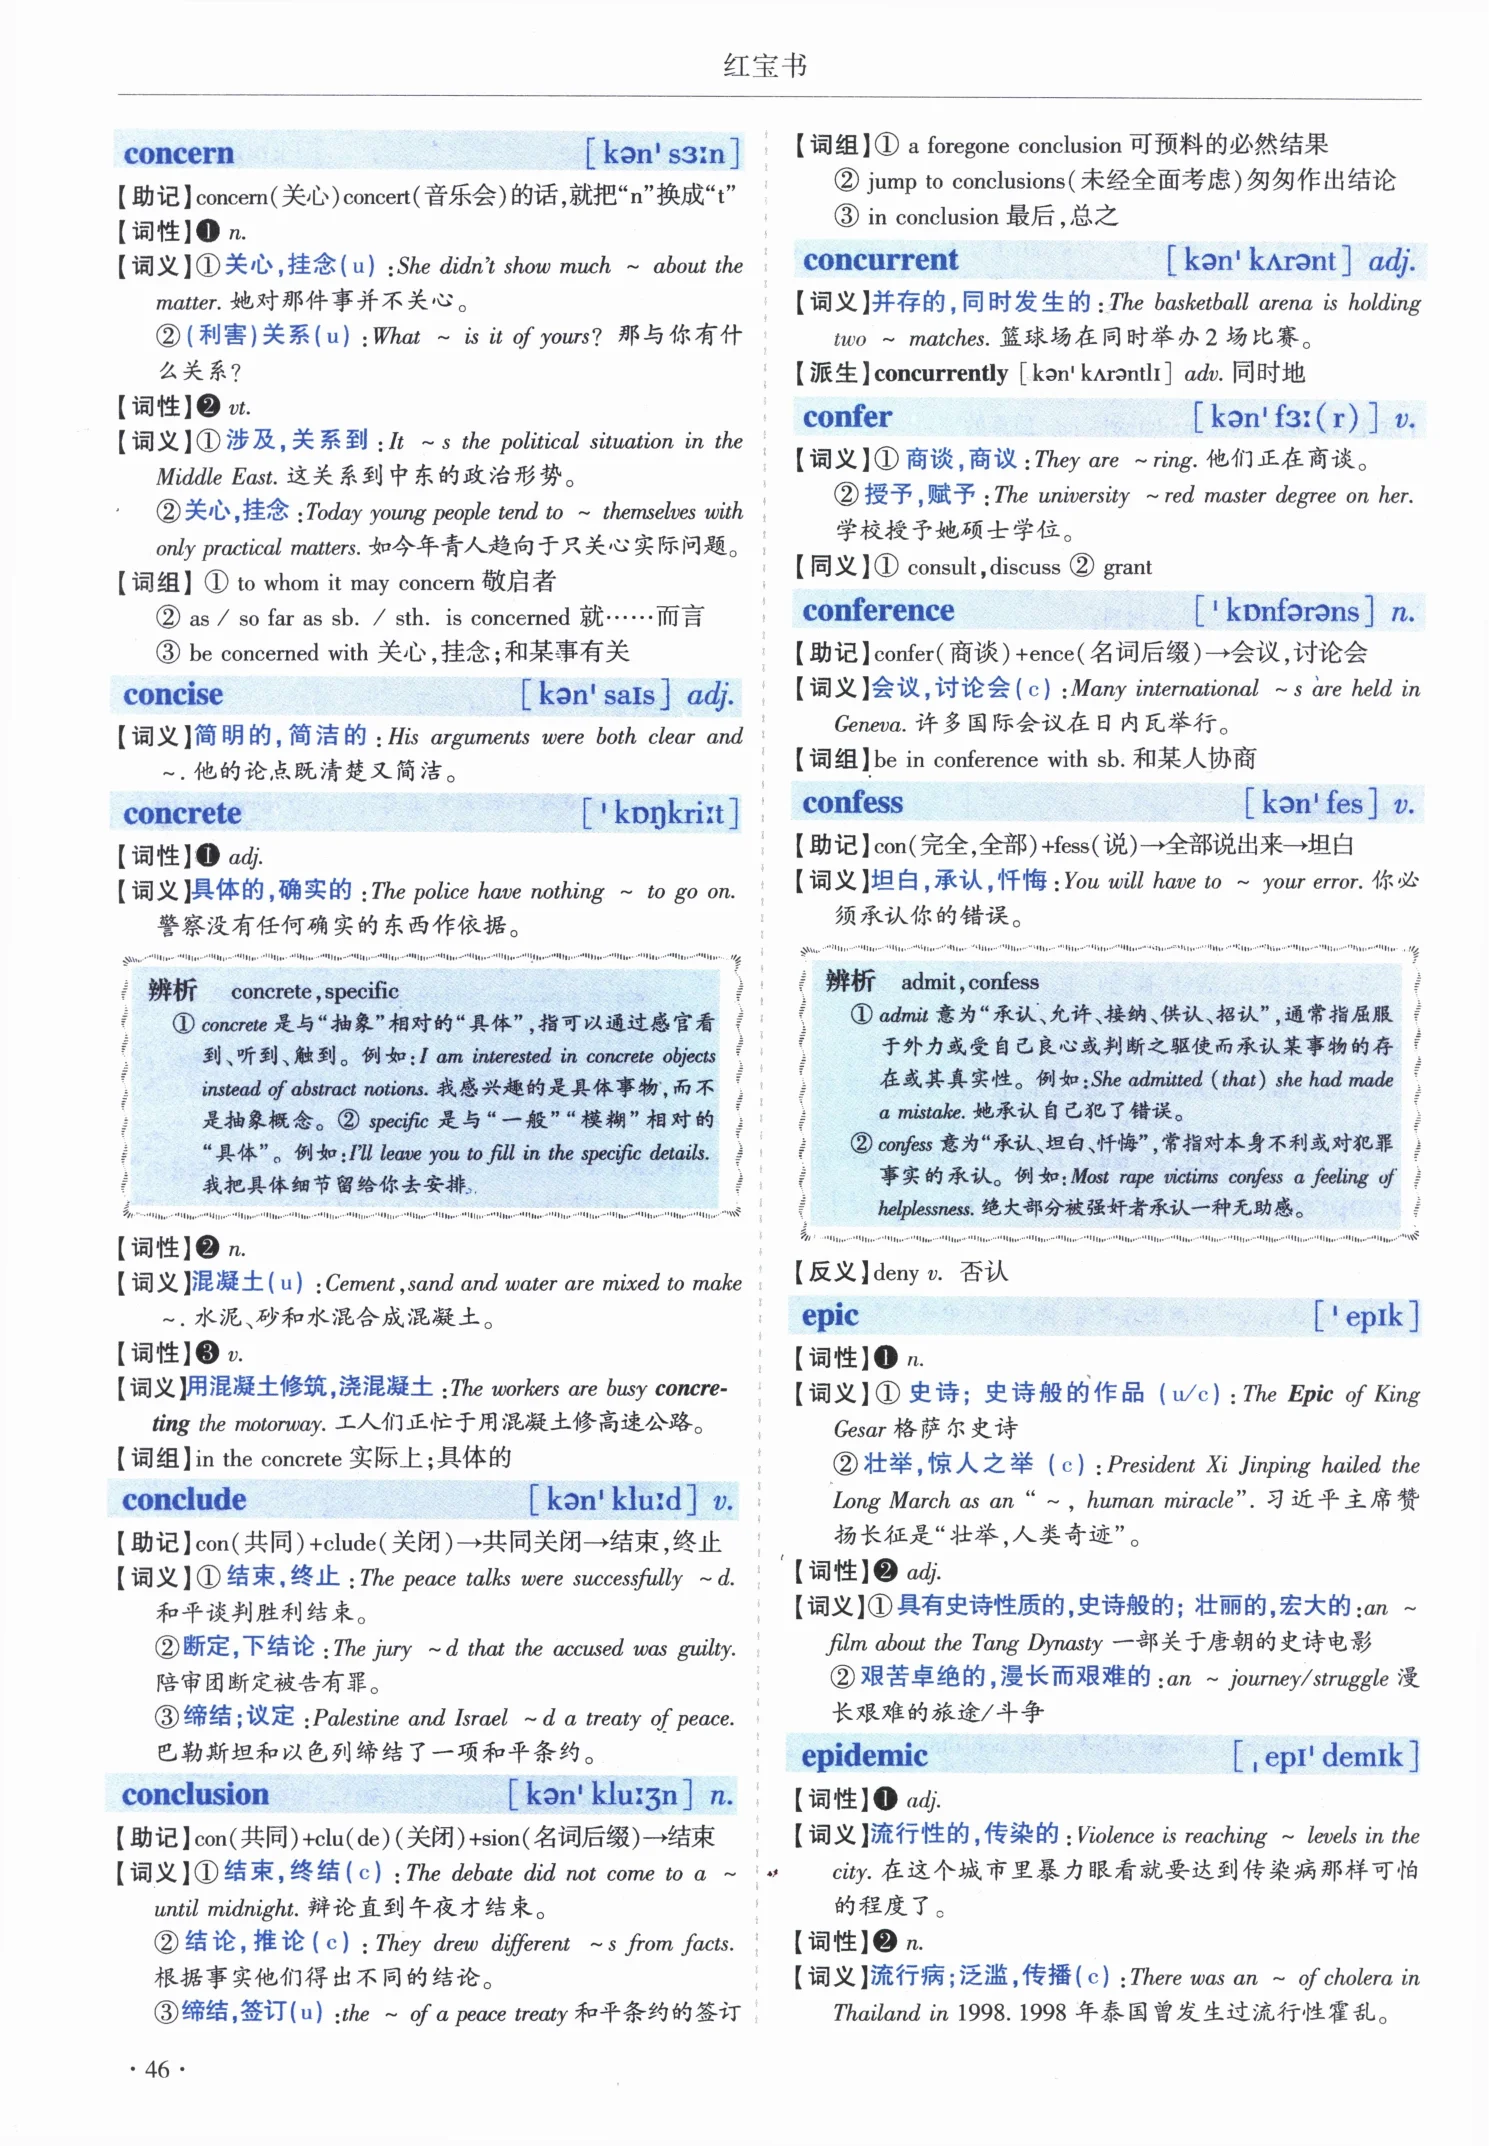 红宝书
concern [kən'sɜːn]
【助记】concern(关心)concert(音乐会)的话,就把“n”换成“t”
【词性】❶ n.
【词义】①关心,挂念(u) :She didn't show much ~ about the
matter. 她对那件事并不关心。
②(利害)关系(u) :What ~ is it of yours? 那与你有什
么关系?
【词性】❷ vt.
【词义】①涉及,关系到 :It ~s the political situation in the
Middle East. 这关系到中东的政治形势。
②关心,挂念 :Today young people tend to ~ themselves with
only practical matters. 如今年青人趋向于只关心实际问题。
【词组】① to whom it may concern 敬启者
② as / so far as sb. / sth. is concerned 就……而言
③ be concerned with 关心,挂念;和某事有关
concise [kən'saɪs] adj.
【词义】简明的,简洁的 :His arguments were both clear and
~. 他的论点既清楚又简洁。
concrete ['kɒŋkriːt]
【词性】❶ adj.
【词义】具体的,确实的 :The police have nothing ~ to go on.
警察没有任何确实的东西作依据。
辨析 concrete,specific
① concrete 是与“抽象”相对的“具体”,指可以通过感官看
到、听到、触到。例如:I am interested in concrete objects
instead of abstract notions. 我感兴趣的是具体事物,而不
是抽象概念。② specific 是与“一般”“模糊”相对的
“具体”。例如:I'll leave you to fill in the specific details.
我把具体细节留给你去安排。
【词性】❷ n.
【词义】混凝土(u) :Cement,sand and water are mixed to make
~. 水泥、砂和水混合成混凝土。
【词性】❸ v.
【词义】用混凝土修筑,浇混凝土 :The workers are busy concre-
ting the motorway. 工人们正忙于用混凝土修高速公路。
【词组】in the concrete 实际上;具体的
conclude [kən'kluːd] v.
【助记】con(共同)+clude(关闭)→共同关闭→结束,终止
【词义】①结束,终止 :The peace talks were successfully ~d.
和平谈判胜利结束。
②断定,下结论 :The jury ~d that the accused was guilty.
陪审团断定被告有罪。
③缔结;议定 :Palestine and Israel ~d a treaty of peace.
巴勒斯坦和以色列缔结了一项和平条约。
conclusion [kən'kluːʒn] n.
【助记】con(共同)+clu(de)(关闭)+sion(名词后缀)→结束
【词义】①结束,终结(c) :The debate did not come to a ~
until midnight. 辩论直到午夜才结束。
②结论,推论(c) :They drew different ~s from facts.
根据事实他们得出不同的结论。
③缔结,签订(u) :the ~ of a peace treaty 和平条约的签订
· 46 ·
【词组】① a foregone conclusion 可预料的必然结果
② jump to conclusions(未经全面考虑)匆匆作出结论
③ in conclusion 最后,总之
concurrent [kən'kʌrənt] adj.
【词义】并存的,同时发生的 :The basketball arena is holding
two ~ matches. 篮球场在同时举办 2 场比赛。
【派生】concurrently [kən'kʌrəntlɪ] adv. 同时地
confer [kən'fɜː(r)] v.
【词义】①商谈,商议 :They are ~ring. 他们正在商谈。
②授予,赋予 :The university ~red master degree on her.
学校授予她硕士学位。
【同义】① consult,discuss ② grant
conference ['kɒnfərəns] n.
【助记】confer(商谈)+ence(名词后缀)→会议,讨论会
【词义】会议,讨论会(c) :Many international ~s are held in
Geneva. 许多国际会议在日内瓦举行。
【词组】be in conference with sb. 和某人协商
confess [kən'fes] v.
【助记】con(完全,全部)+fess(说)→全部说出来→坦白
【词义】坦白,承认,忏悔 :You will have to ~ your error. 你必
须承认你的错误。
辨析 admit,confess
① admit 意为“承认、允许、接纳、供认、招认”,通常指屈服
于外力或受自己良心或判断之驱使而承认某事物的存
在或其真实性。例如:She admitted (that) she had made
a mistake. 她承认自己犯了错误。
② confess 意为“承认、坦白、忏悔”,常指对本身不利或对犯罪
事实的承认。例如:Most rape victims confess a feeling of
helplessness. 绝大部分被强奸者承认一种无助感。
【反义】deny v. 否认
epic ['epɪk]
【词性】❶ n.
【词义】①史诗; 史诗般的作品 (u/c) :The Epic of King
Gesar 格萨尔史诗
②壮举,惊人之举 (c) :President Xi Jinping hailed the
Long March as an “ ~ , human miracle”. 习近平主席赞
扬长征是“壮举,人类奇迹”。
【词性】❷ adj.
【词义】①具有史诗性质的,史诗般的; 壮丽的,宏大的:an ~
film about the Tang Dynasty 一部关于唐朝的史诗电影
②艰苦卓绝的,漫长而艰难的 :an ~ journey/struggle 漫
长艰难的旅途/斗争
epidemic [ˌepɪ'demɪk]
【词性】❶ adj.
【词义】流行性的,传染的 :Violence is reaching ~ levels in the
city. 在这个城市里暴力眼看就要达到传染病那样可怕
的程度了。
【词性】❷ n.
【词义】流行病;泛滥,传播(c) :There was an ~ of cholera in
Thailand in 1998. 1998 年泰国曾发生过流行性霍乱。